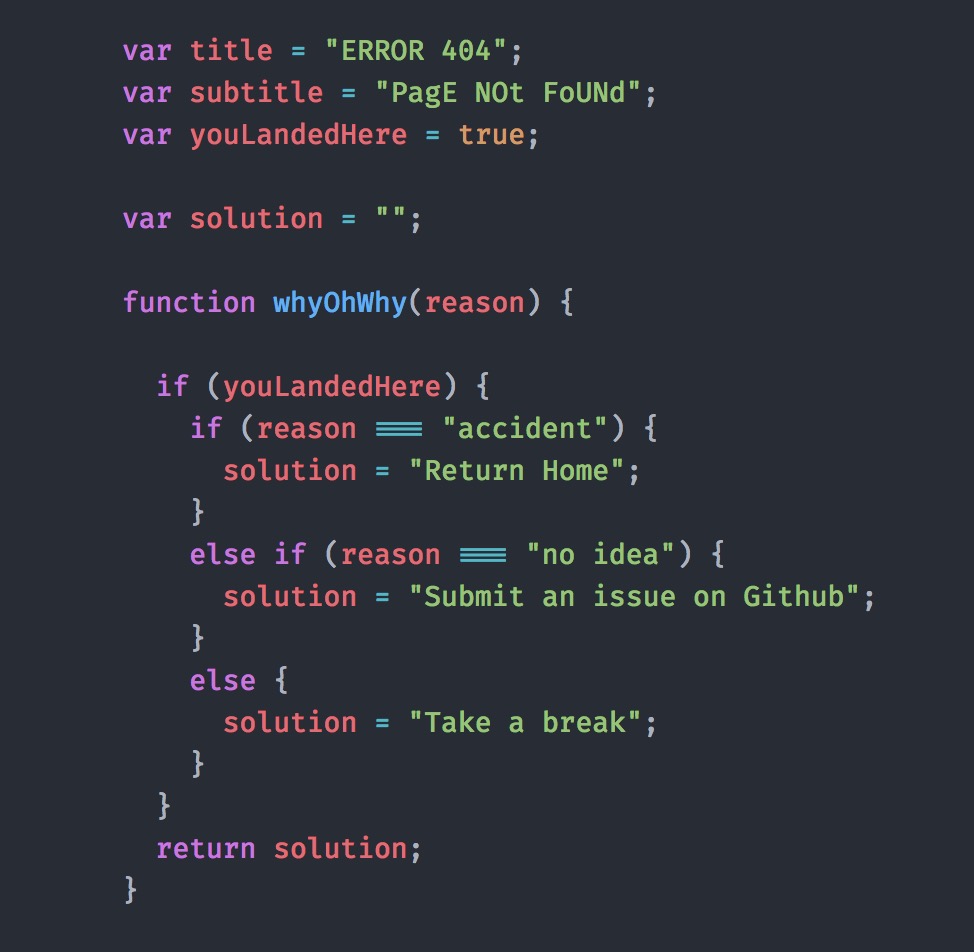 var title = "ERROR 404";
var subtitle = "PagE NOt FoUNd";
var youLandedHere = true;
var solution = "";
function whyOhWhy(reason) {
if (youLandedHere) {
if (reason === "accident") {
solution = "Return Home";
}
else if (reason === "no idea") {
solution = "Submit an issue on Github";
}
else {
solution = "Take a break";
}
}
return solution;
}